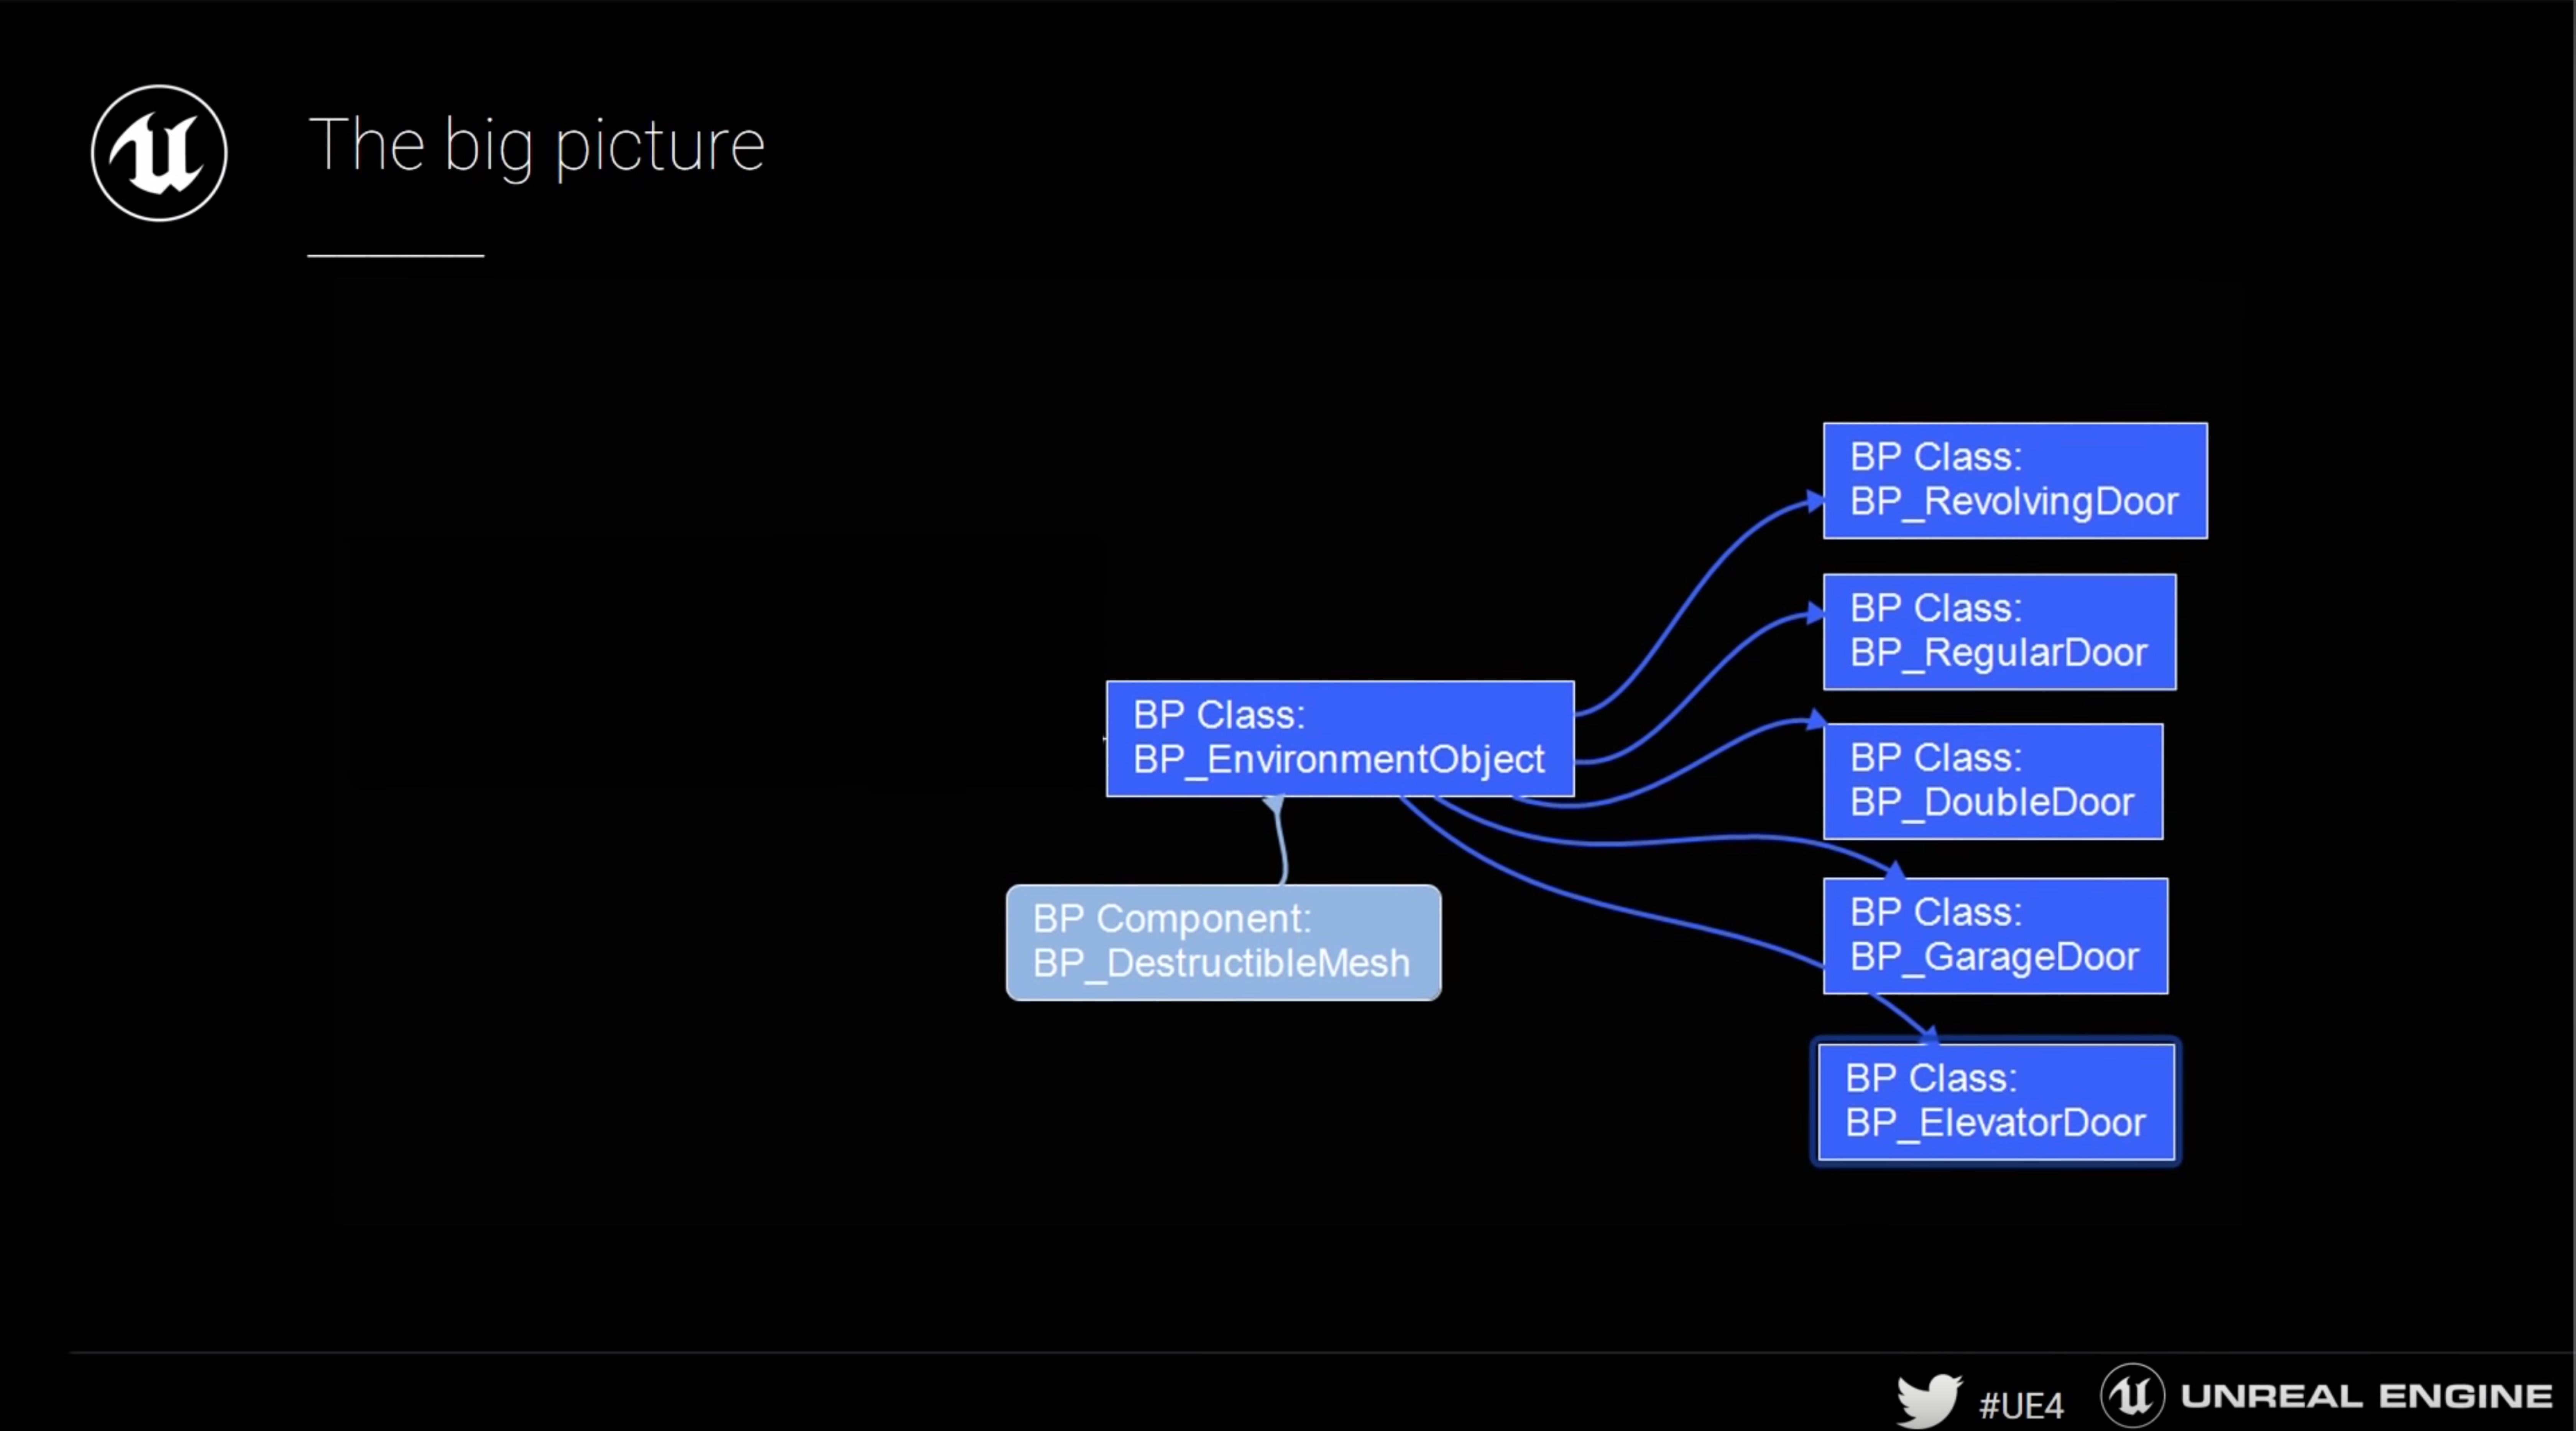 The big picture
BP Class:
BP_RevolvingDoor
BP Class:
BP_RegularDoor
BP Class:
BP_EnvironmentObject
BP Class:
BP_DoubleDoor
BP Component:
BP_DestructibleMesh
BP Class:
BP_GarageDoor
BP Class:
BP_ElevatorDoor
#UE4
UNREAL ENGINE